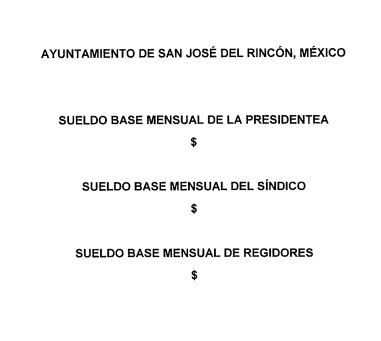 AYUNTAMIENTO DE SAN JOSÉ DEL RINCÓN, MÉXICO
SUELDO BASE MENSUAL DE LA PRESIDENTEA
$
SUELDO BASE MENSUAL DEL SÍNDICO
$
SUELDO BASE MENSUAL DE REGIDORES
$